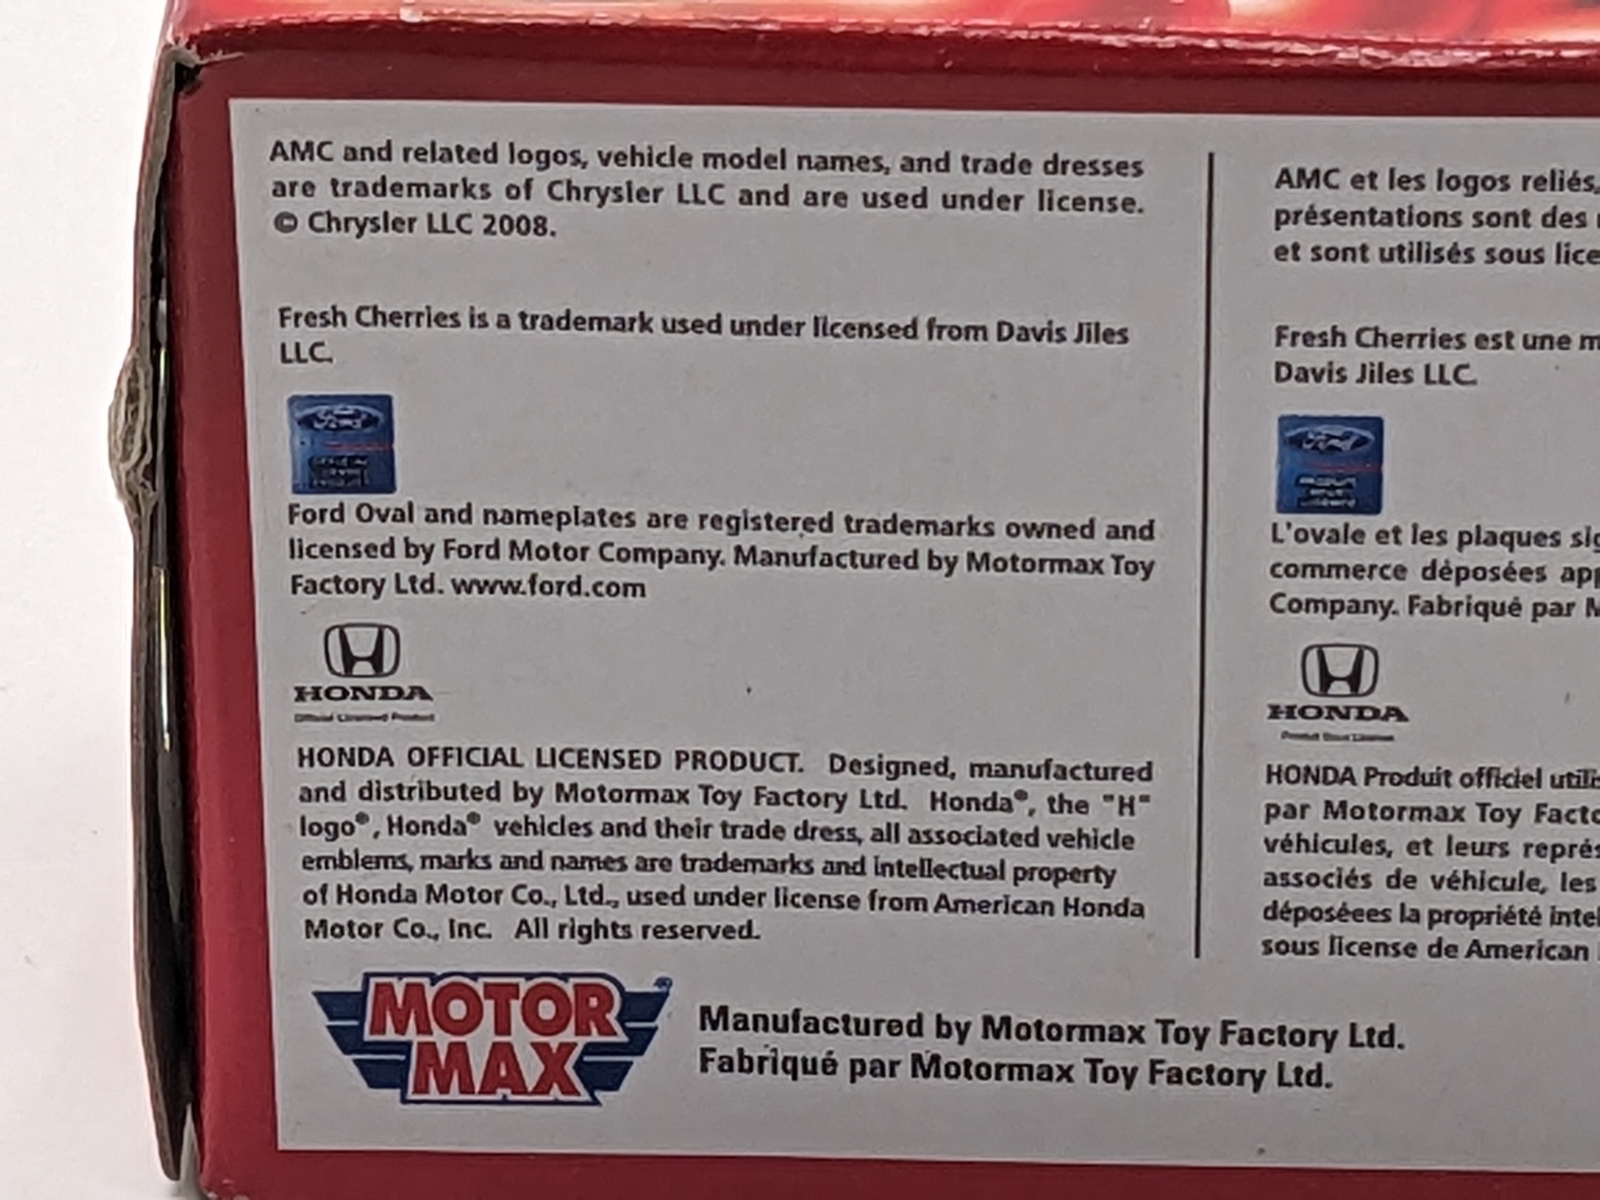 AMC and related logos, vehicle model names, and trade dresses
are trademarks of Chrysler LLC and are used under license.
© Chrysler LLC 2008.
Fresh Cherries is a trademark used under licensed from Davis Jiles
LLC.
Ford
Ford Oval and nameplates are registered trademarks owned and
licensed by Ford Motor Company. Manufactured by Motormax Toy
Factory Ltd. www.ford.com
HONDA
Official Licensed Product
HONDA OFFICIAL LICENSED PRODUCT. Designed, manufactured
and distributed by Motormax Toy Factory Ltd. Honda®, the "H"
logo®, Honda® vehicles and their trade dress, all associated vehicle
emblems, marks and names are trademarks and intellectual property
of Honda Motor Co., Ltd., used under license from American Honda
Motor Co., Inc. All rights reserved.
AMC et les logos reliés,
présentations sont des
et sont utilisés sous
Fresh Cherries est une
Davis Jiles LLC.
Ford
L'ovale et les plaques
commerce déposées
Company. Fabriqué par
HONDA
HONDA Produit officiel
par Motormax Toy
véhicules, et leurs
associés de véhicule, les
déposées la propriété
sous license de American
MOTOR
MAX®
Manufactured by Motormax Toy Factory Ltd.
Fabriqué par Motormax Toy Factory Ltd.